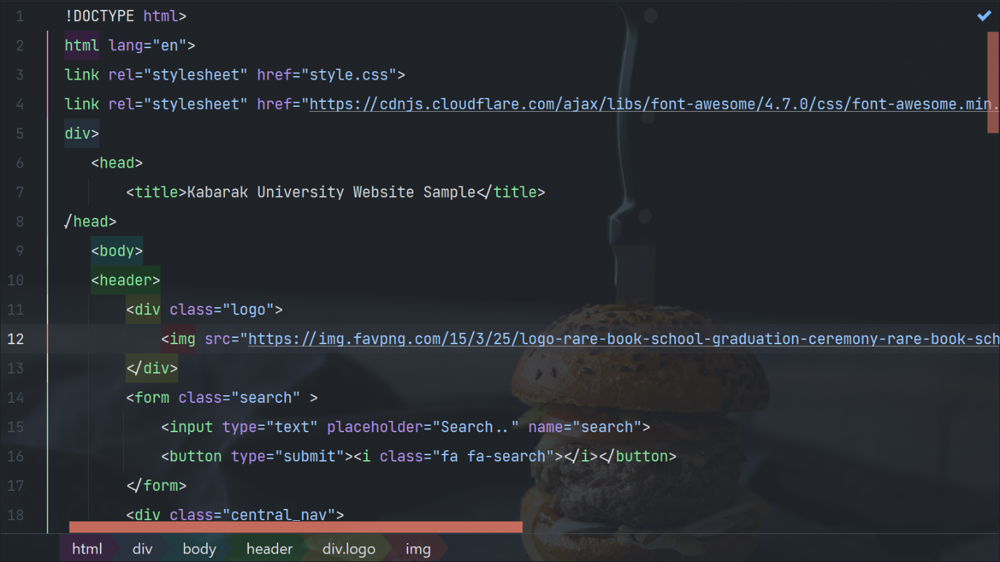 1 !DOCTYPE html>
2 html lang="en">
3 link rel="stylesheet" href="style.css">
4 link rel="stylesheet" href="https://cdnjs.cloudflare.com/ajax/libs/font-awesome/4.7.0/css/font-awesome.min.
5 div>
6 <head>
7 <title>Kabarak University Website Sample</title>
8 /head>
9 <body>
10 <header>
11 <div class="logo">
12 <img src="https://img.favpng.com/15/3/25/logo-rare-book-school-graduation-ceremony-rare-book-sch
13 </div>
14 <form class="search" >
15 <input type="text" placeholder="Search.." name="search">
16 <button type="submit"><i class="fa fa-search"></i></button>
17 </form>
18 <div class="central_nav">
html div body header div.logo img